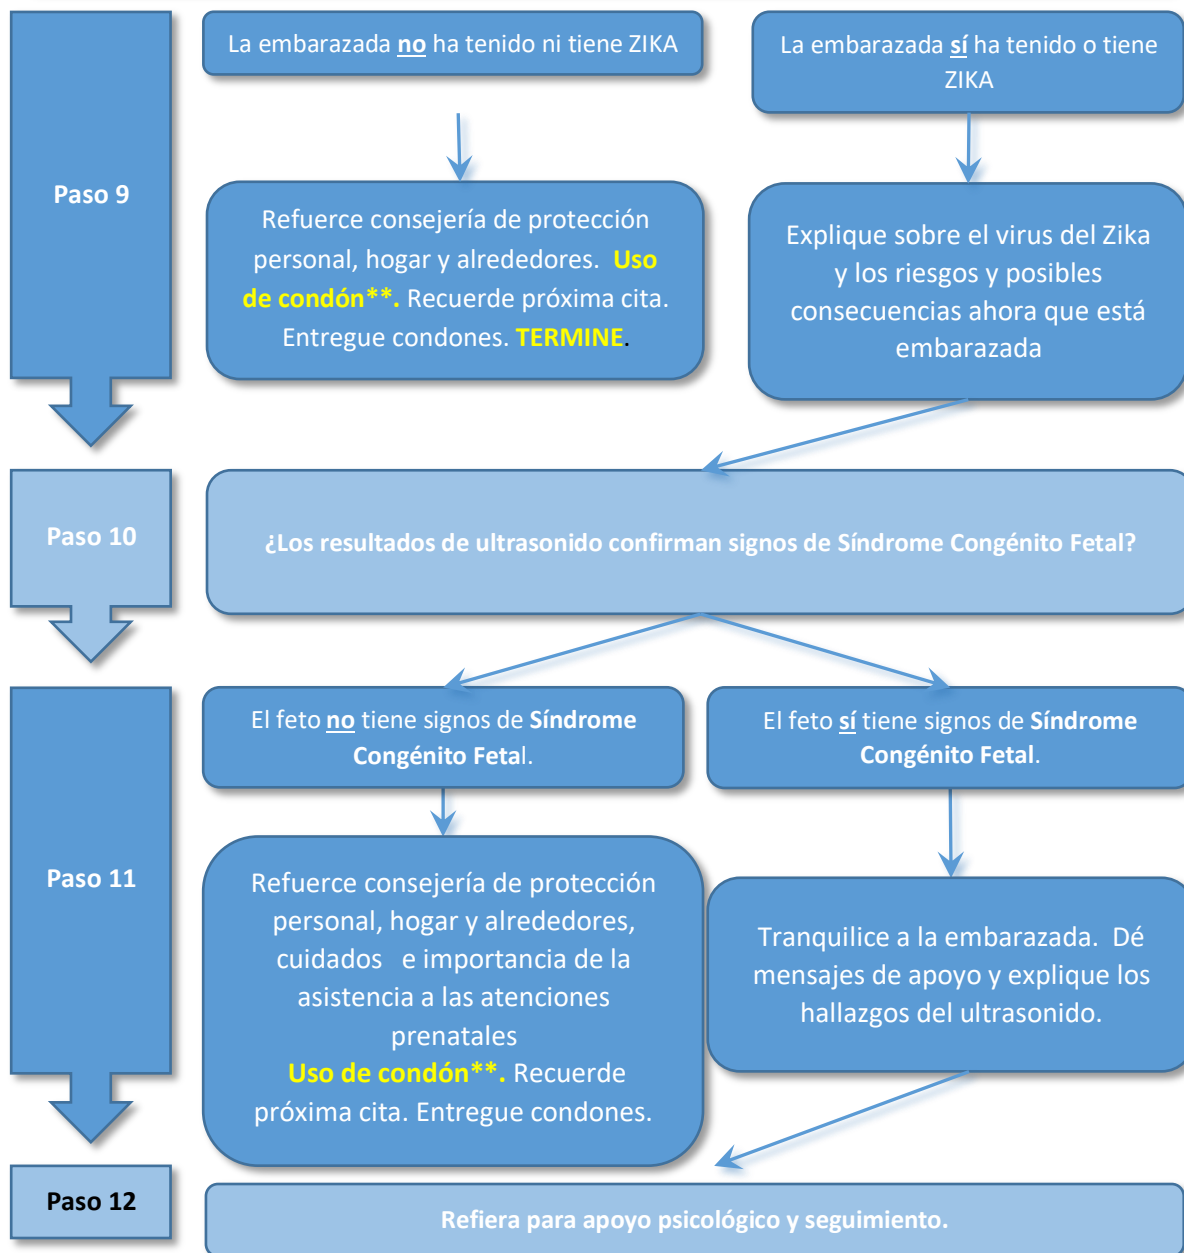 La embarazada no ha tenido ni tiene ZIKA
La embarazada sí ha tenido o tiene
ZIKA
Paso 9
Refuerce consejería de protección
personal, hogar y alrededores. Uso
de condón**. Recuerde próxima cita.
Entregue condones. TERMINE.
Explique sobre el virus del Zika
y los riesgos y posibles
consecuencias ahora que está
embarazada
Paso 10
¿Los resultados de ultrasonido confirman signos de Síndrome Congénito Fetal?
Paso 11
El feto no tiene signos de Síndrome
Congénito Fetal.
El feto sí tiene signos de Síndrome
Congénito Fetal.
Refuerce consejería de protección
personal, hogar y alrededores,
cuidados e importancia de la
asistencia a las atenciones
prenatales
Uso de condón**. Recuerde
próxima cita. Entregue condones.
Tranquilice a la embarazada. Dé
mensajes de apoyo y explique los
hallazgos del ultrasonido.
Paso 12
Refiera para apoyo psicológico y seguimiento.